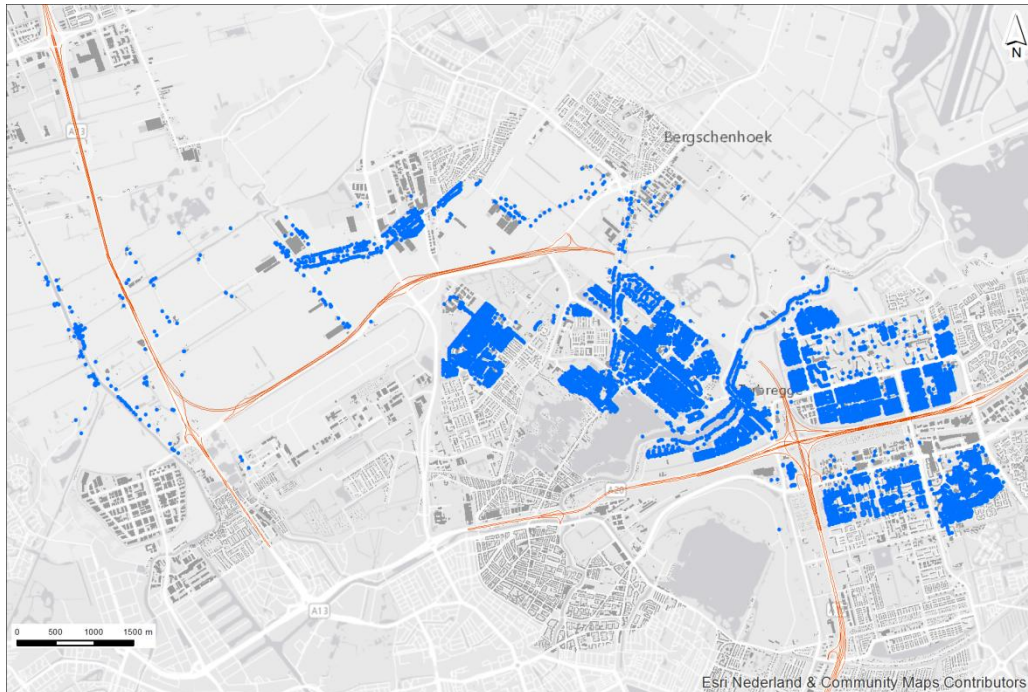 N
A13
Bergschenhoek
A20
A13
0 500 1000 1500 m
Esri Nederland & Community Maps Contributors